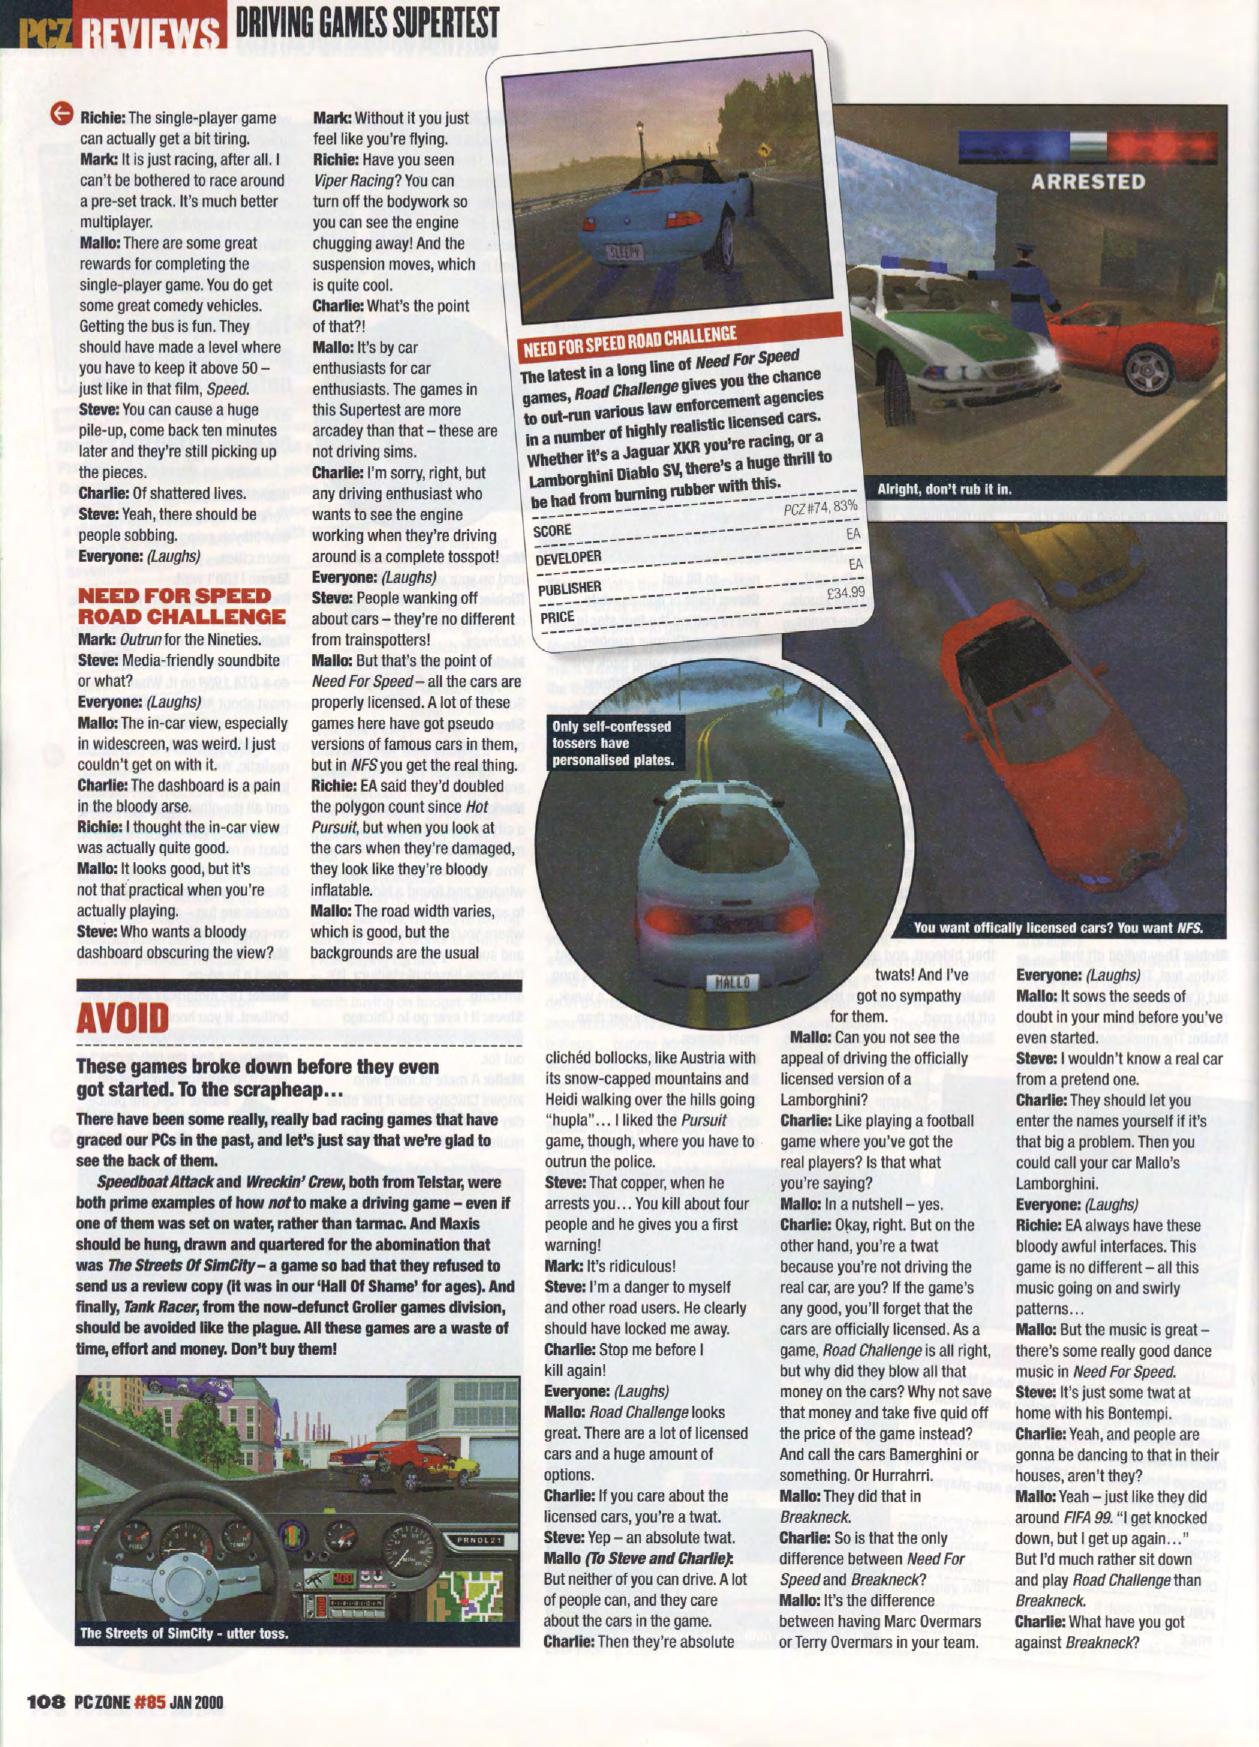 PCZ REVIEWS DRIVING GAMES SUPERTEST
Richie: The single-player game
can actually get a bit tiring.
Mark: It is just racing, after all. I
can't be bothered to race around
a pre-set track. It's much better
multiplayer.
Mallo: There are some great
rewards for completing the
single-player game. You do get
some great comedy vehicles.
Getting the bus is fun. They
should have made a level where
you have to keep it above 50 –
just like in that film, Speed.
Steve: You can cause a huge
pile-up, come back ten minutes
later and they're still picking up
the pieces.
Charlie: Of shattered lives.
Steve: Yeah, there should be
people sobbing.
Everyone: (Laughs)
NEED FOR SPEED
ROAD CHALLENGE
Mark: Outrun for the Nineties.
Steve: Media-friendly soundbite
or what?
Everyone: (Laughs)
Mallo: The in-car view, especially
in widescreen, was weird. I just
couldn't get on with it.
Charlie: The dashboard is a pain
in the bloody arse.
Richie: I thought the in-car view
was actually quite good.
Mallo: It looks good, but it's
not that practical when you're
actually playing.
Steve: Who wants a bloody
dashboard obscuring the view?
Mark: Without it you just
feel like you're flying.
Richie: Have you seen
Viper Racing? You can
turn off the bodywork so
you can see the engine
chugging away! And the
suspension moves, which
is quite cool.
Charlie: What's the point
of that?!
Mallo: It's by car
enthusiasts for car
enthusiasts. The games in
this Supertest are more
arcadey than that – these are
not driving sims.
Charlie: I'm sorry, right, but
any driving enthusiast who
wants to see the engine
working when they're driving
around is a complete tosspot!
Everyone: (Laughs)
Steve: People wanking off
about cars – they're no different
from trainspotters!
Mallo: But that's the point of
Need For Speed – all the cars are
properly licensed. A lot of these
games here have got pseudo
versions of famous cars in them,
but in NFS you get the real thing.
Richie: EA said they'd doubled
the polygon count since Hot
Pursuit, but when you look at
the cars when they're damaged,
they look like they're bloody
inflatable.
Mallo: The road width varies,
which is good, but the
backgrounds are the usual
SLEEPY
NEED FOR SPEED ROAD CHALLENGE
The latest in a long line of Need For Speed
games, Road Challenge gives you the chance
to out-run various law enforcement agencies
in a number of highly realistic licensed cars.
Whether it's a Jaguar XKR you're racing, or a
Lamborghini Diablo SV, there's a huge thrill to
be had from burning rubber with this.
SCORE PCZ #74, 83%
DEVELOPER EA
PUBLISHER EA
PRICE £34.99
ARRESTED
Alright, don't rub it in.
Only self-confessed
tossers have
personalised plates.
MALLO
You want offically licensed cars? You want NFS.
AVOID
These games broke down before they even
got started. To the scrapheap...
There have been some really, really bad racing games that have
graced our PCs in the past, and let's just say that we're glad to
see the back of them.
Speedboat Attack and Wreckin' Crew, both from Telstar, were
both prime examples of how not to make a driving game – even if
one of them was set on water, rather than tarmac. And Maxis
should be hung, drawn and quartered for the abomination that
was The Streets Of SimCity – a game so bad that they refused to
send us a review copy (it was in our 'Hall Of Shame' for ages). And
finally, Tank Racer, from the now-defunct Grolier games division,
should be avoided like the plague. All these games are a waste of
time, effort and money. Don't buy them!
FUEL
TEMP
MPH
PRNDL21
The Streets of SimCity - utter toss.
clichéd bollocks, like Austria with
its snow-capped mountains and
Heidi walking over the hills going
"hupla"... I liked the Pursuit
game, though, where you have to
outrun the police.
Steve: That copper, when he
arrests you... You kill about four
people and he gives you a first
warning!
Mark: It's ridiculous!
Steve: I'm a danger to myself
and other road users. He clearly
should have locked me away.
Charlie: Stop me before I
kill again!
Everyone: (Laughs)
Mallo: Road Challenge looks
great. There are a lot of licensed
cars and a huge amount of
options.
Charlie: If you care about the
licensed cars, you're a twat.
Steve: Yep – an absolute twat.
Mallo (To Steve and Charlie):
But neither of you can drive. A lot
of people can, and they care
about the cars in the game.
Charlie: Then they're absolute
twats! And I've
got no sympathy
for them.
Mallo: Can you not see the
appeal of driving the officially
licensed version of a
Lamborghini?
Charlie: Like playing a football
game where you've got the
real players? Is that what
you're saying?
Mallo: In a nutshell – yes.
Charlie: Okay, right. But on the
other hand, you're a twat
because you're not driving the
real car, are you? If the game's
any good, you'll forget that the
cars are officially licensed. As a
game, Road Challenge is all right,
but why did they blow all that
money on the cars? Why not save
that money and take five quid off
the price of the game instead?
And call the cars Bamerghini or
something. Or Hurrahrri.
Mallo: They did that in
Breakneck.
Charlie: So is that the only
difference between Need For
Speed and Breakneck?
Mallo: It's the difference
between having Marc Overmars
or Terry Overmars in your team.
Everyone: (Laughs)
Mallo: It sows the seeds of
doubt in your mind before you've
even started.
Steve: I wouldn't know a real car
from a pretend one.
Charlie: They should let you
enter the names yourself if it's
that big a problem. Then you
could call your car Mallo's
Lamborghini.
Everyone: (Laughs)
Richie: EA always have these
bloody awful interfaces. This
game is no different – all this
music going on and swirly
patterns...
Mallo: But the music is great –
there's some really good dance
music in Need For Speed.
Steve: It's just some twat at
home with his Bontempi.
Charlie: Yeah, and people are
gonna be dancing to that in their
houses, aren't they?
Mallo: Yeah – just like they did
around FIFA 99. "I get knocked
down, but I get up again..."
But I'd much rather sit down
and play Road Challenge than
Breakneck.
Charlie: What have you got
against Breakneck?
108 PC ZONE #85 JAN 2000